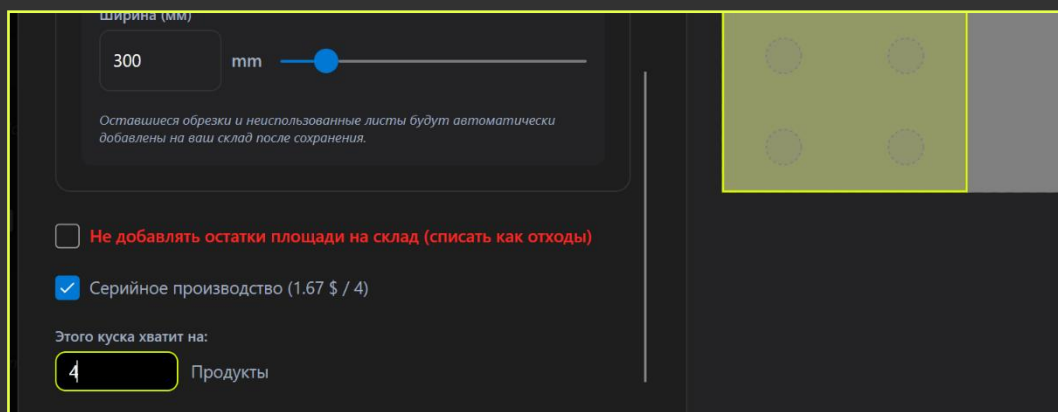 Ширина (мм)
300 mm
Оставшиеся обрезки и неиспользованные листы будут автоматически
добавлены на ваш склад после сохранения.
Не добавлять остатки площади на склад (списать как отходы)
Серийное производство (1.67 $ / 4)
Этого куска хватит на:
4 Продукты